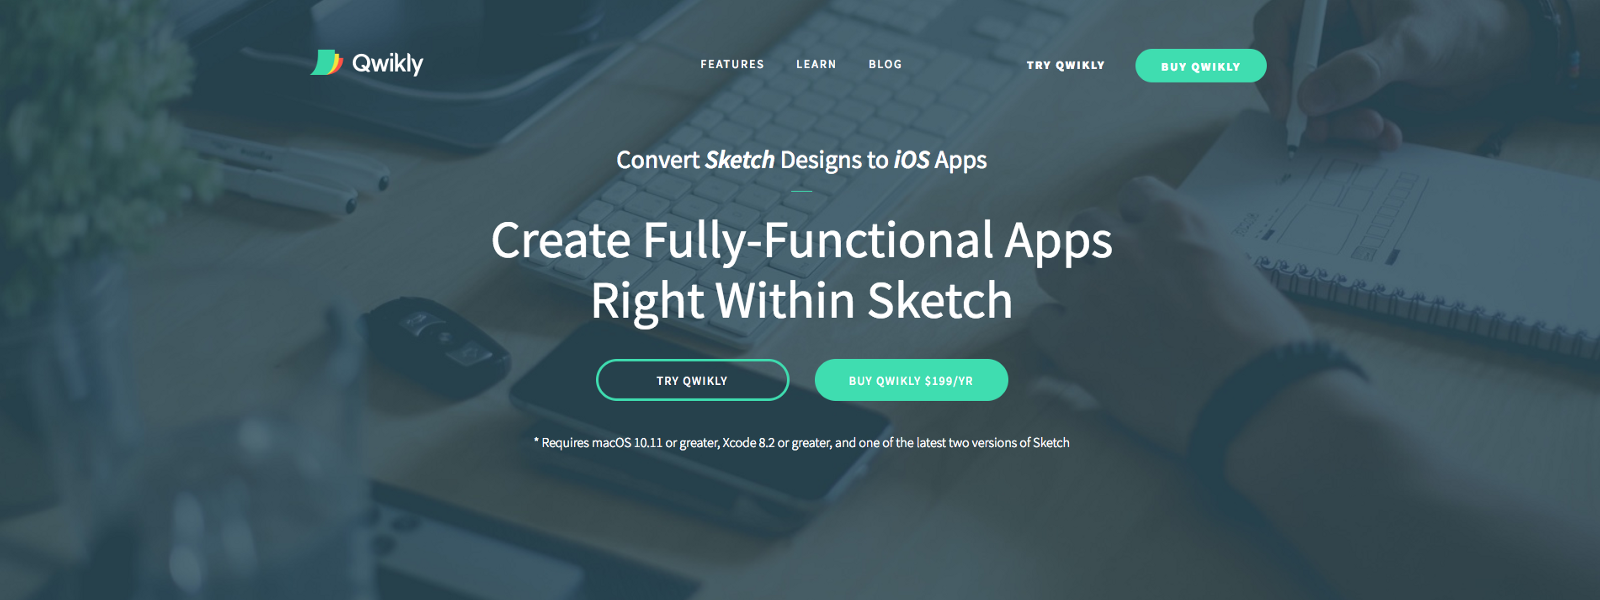 Qwikly
FEATURES
LEARN
BLOG
TRY QWIKLY
BUY QWIKLY
Convert Sketch Designs to iOS Apps
Create Fully-Functional Apps
Right Within Sketch
TRY QWIKLY
BUY QWIKLY $199/YR
* Requires macOS 10.11 or greater, Xcode 8.2 or greater, and one of the latest two versions of Sketch